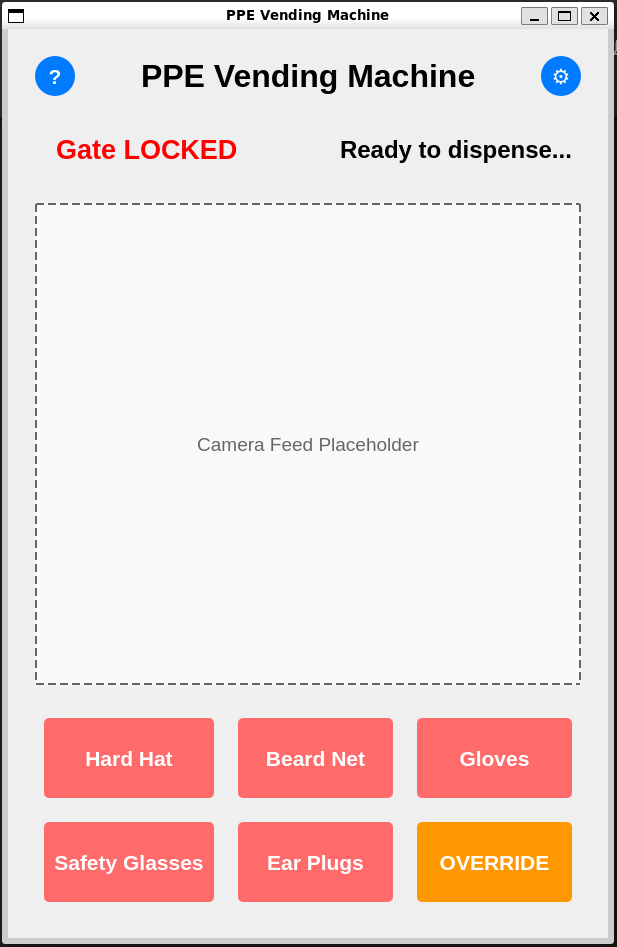 PPE Vending Machine
? PPE Vending Machine ⚙
Gate LOCKED Ready to dispense...
Camera Feed Placeholder
Hard Hat Beard Net Gloves
Safety Glasses Ear Plugs OVERRIDE